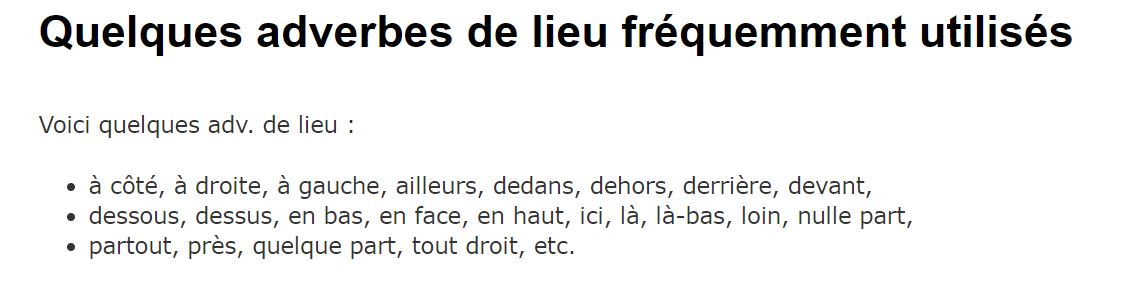 Quelques adverbes de lieu fréquemment utilisés
Voici quelques adv. de lieu :
• à côté, à droite, à gauche, ailleurs, dedans, dehors, derrière, devant,
• dessous, dessus, en bas, en face, en haut, ici, là, là-bas, loin, nulle part,
• partout, près, quelque part, tout droit, etc.